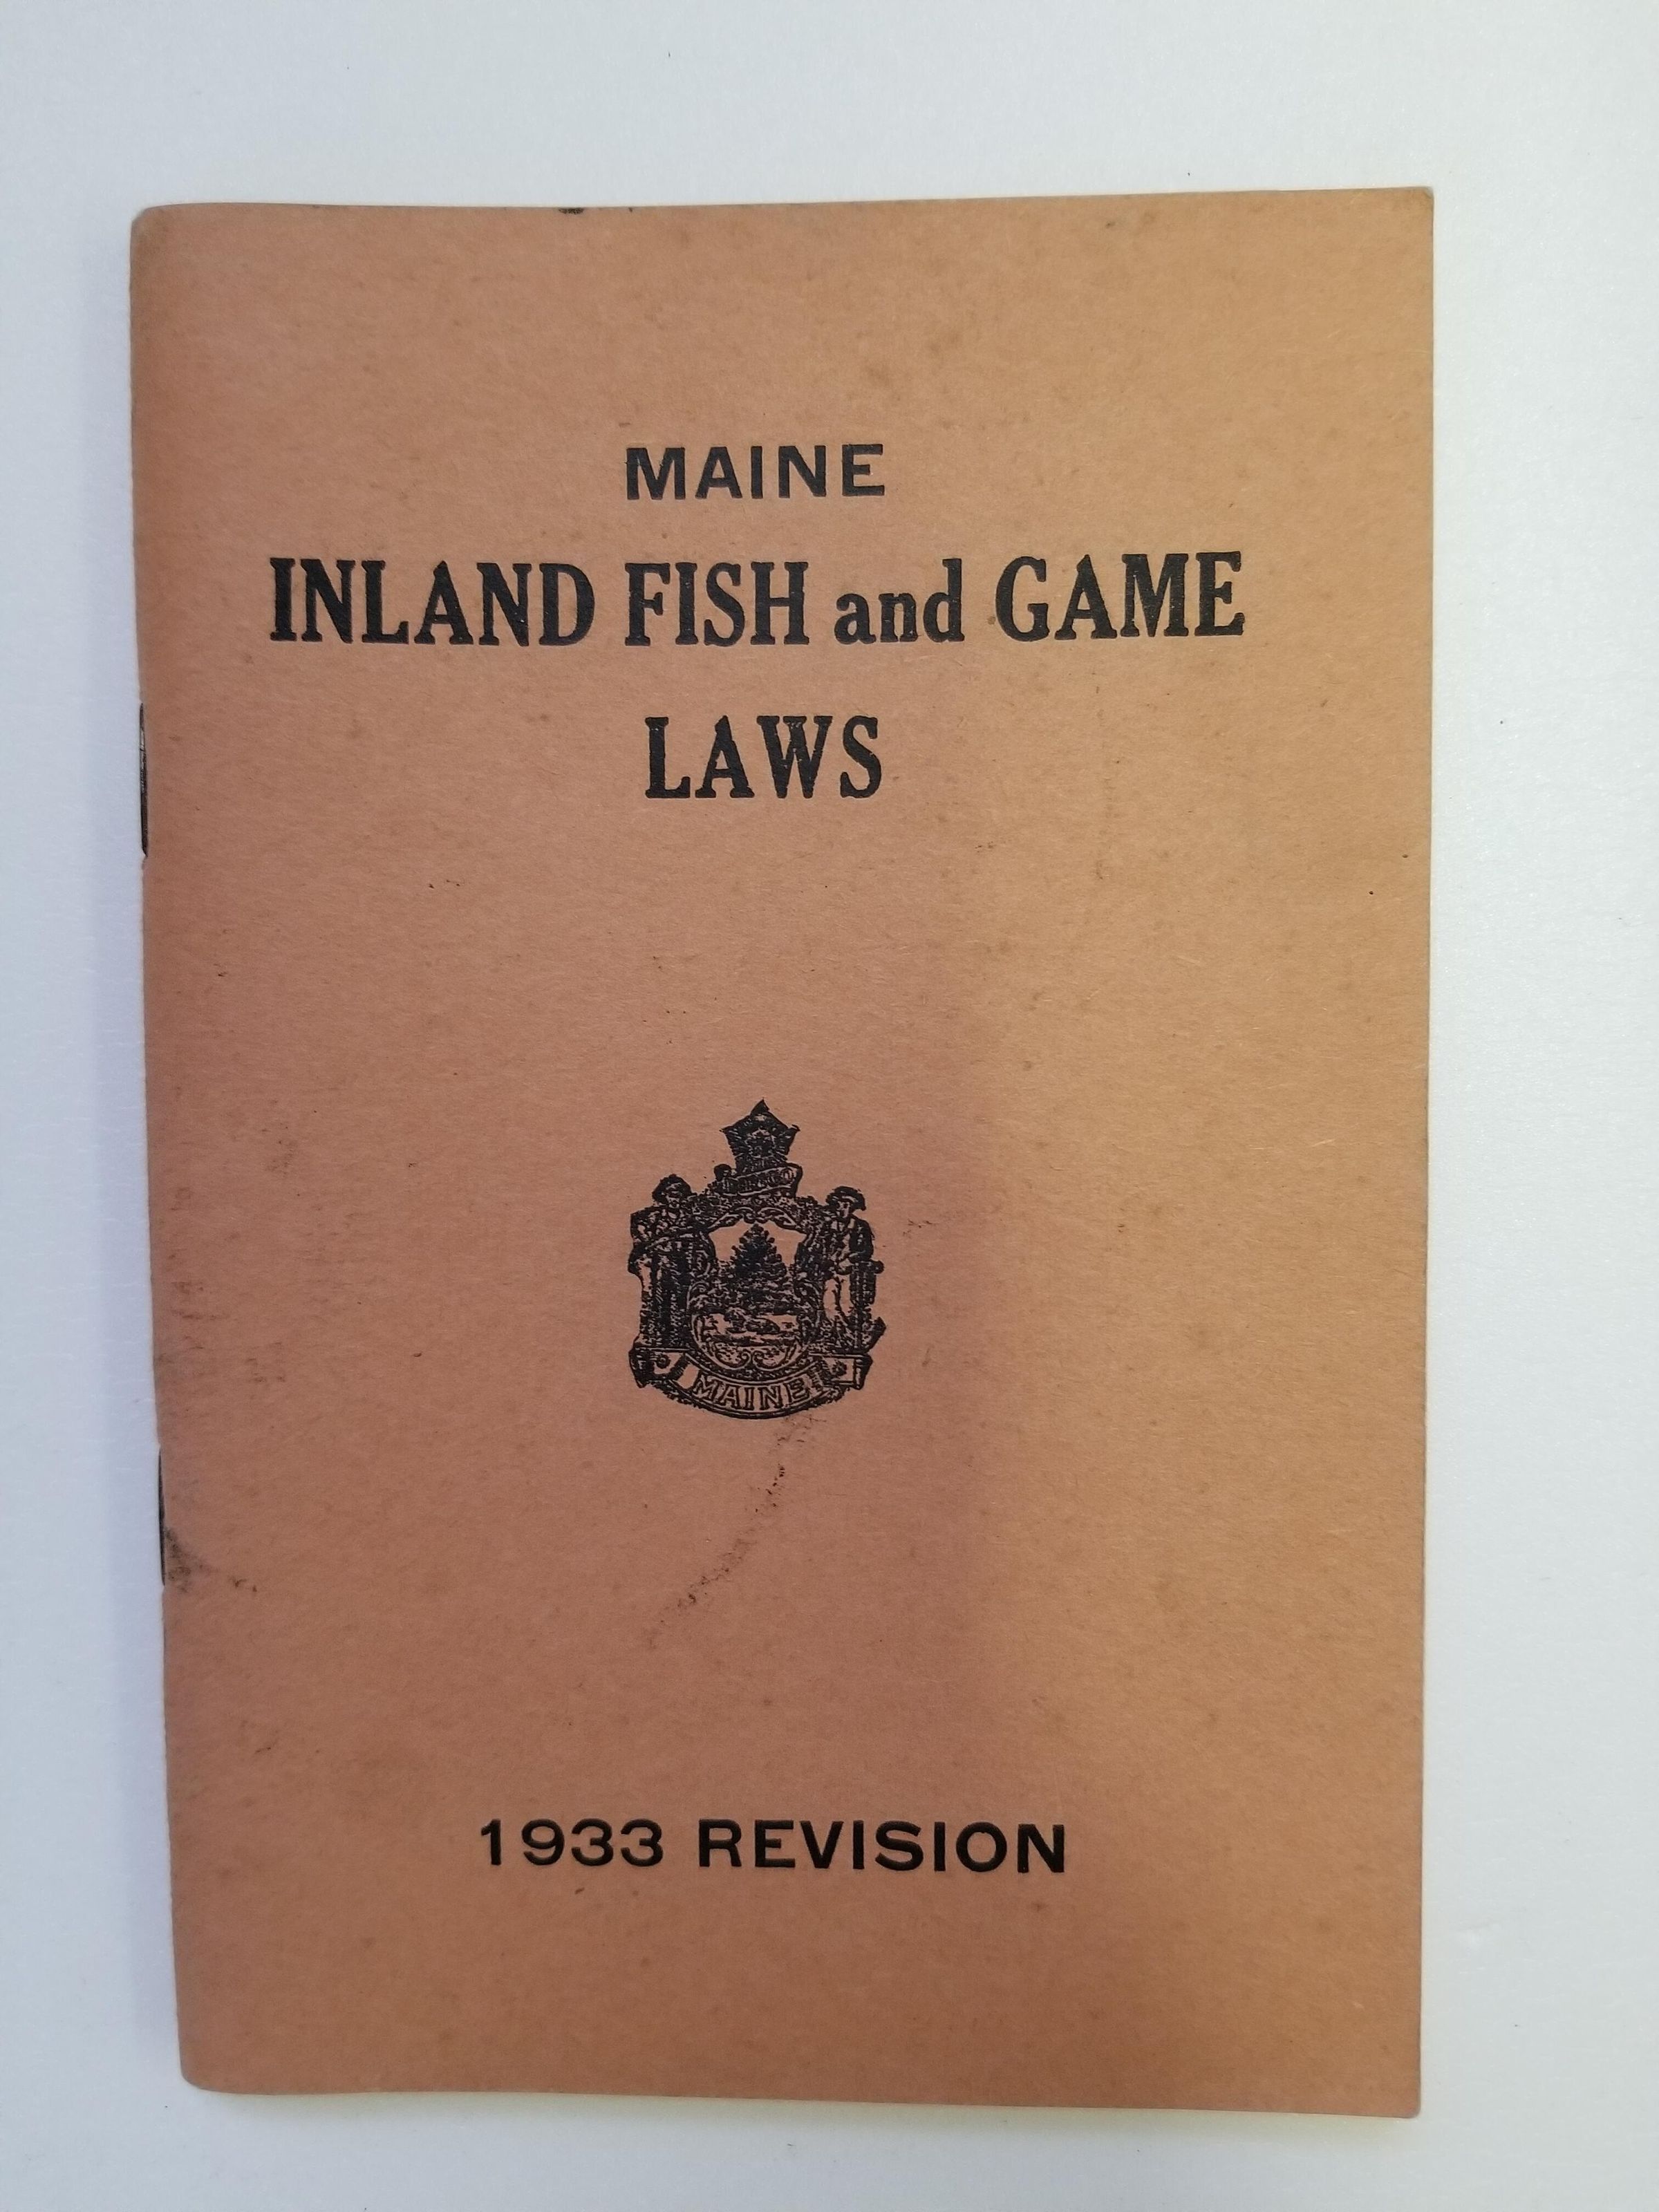 MAINE
INLAND FISH and GAME
LAWS
MAINE
1933 REVISION